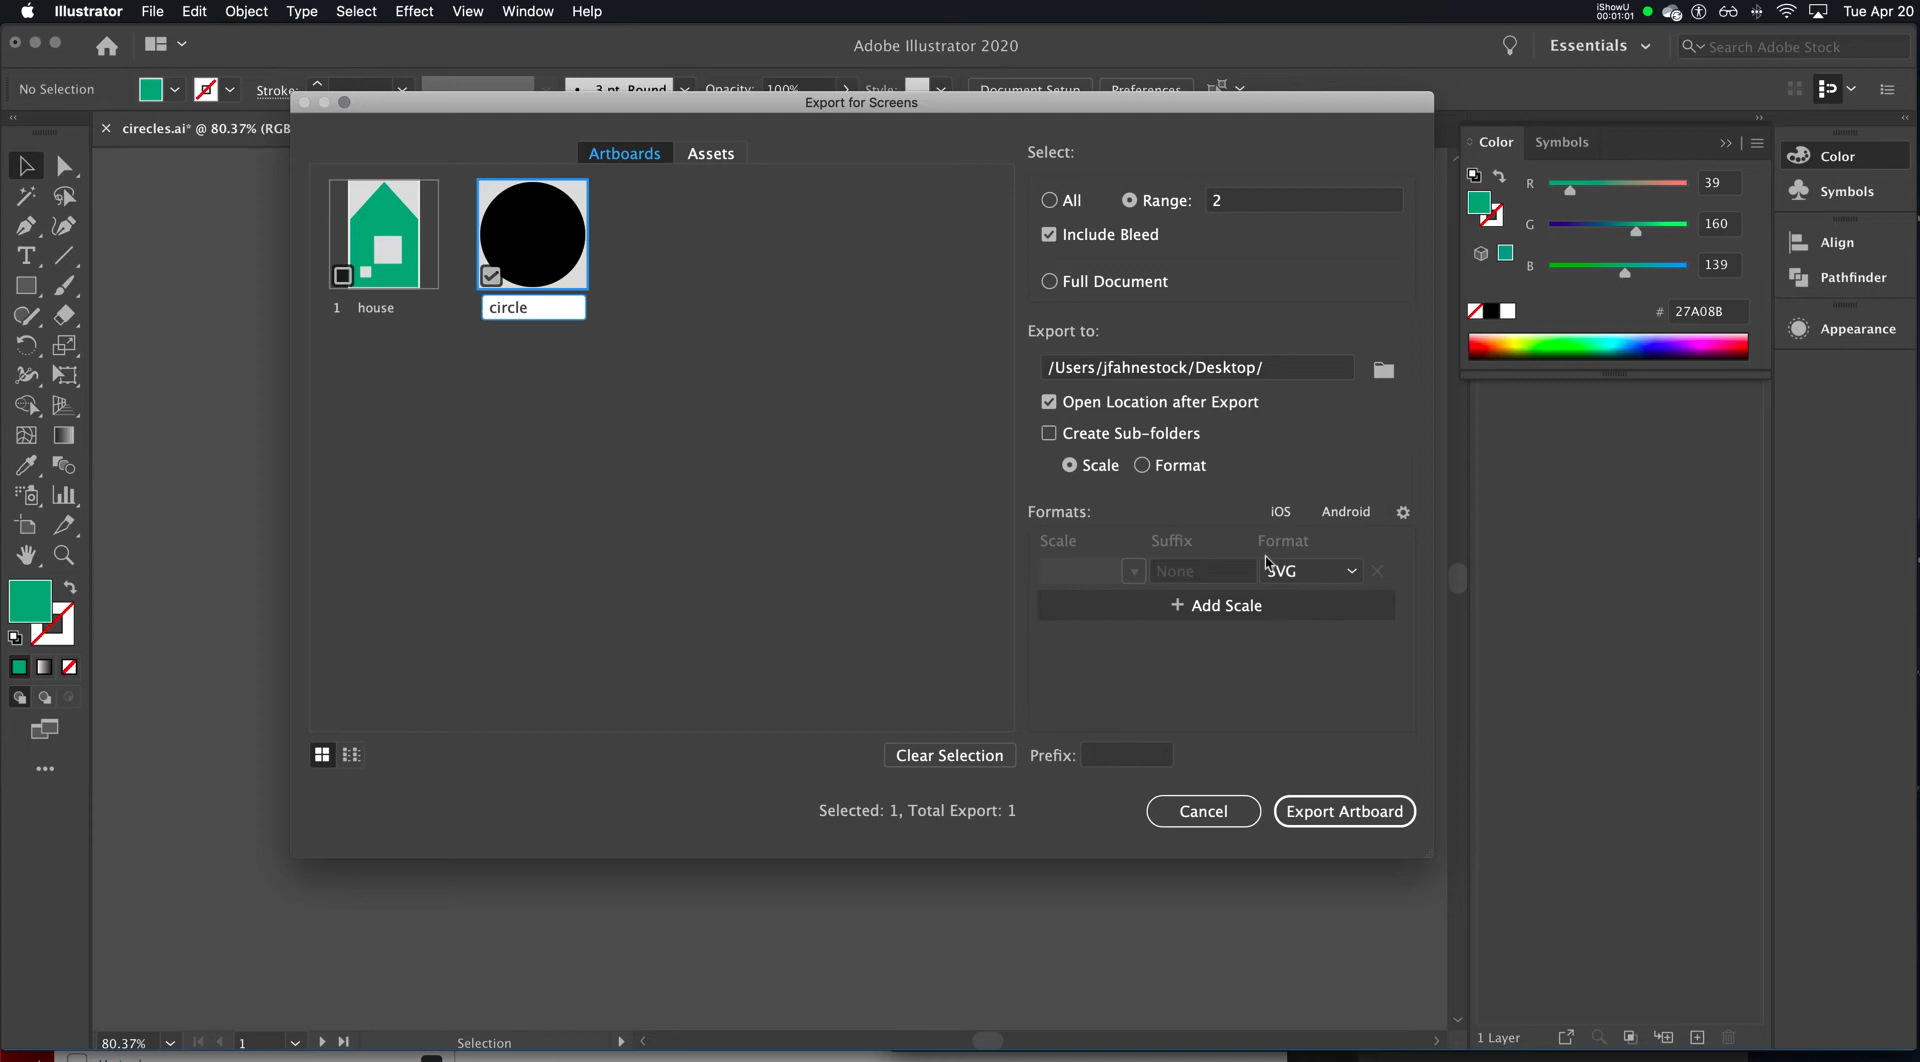 Illustrator File Edit Object Type Select Effect View Window Help
iShowU
00:01:01
Tue Apr 20
Adobe Illustrator 2020
Essentials
Search Adobe Stock
No Selection
Stroke:
3 pt. Round
Opacity: 100%
Style:
Document Setup
Preferences
cirecles.ai* @ 80.37% (RGB
Export for Screens
Artboards
Assets
1 house
circle
Select:
All
Range: 2
Include Bleed
Full Document
Export to:
/Users/jfahnestock/Desktop/
Open Location after Export
Create Sub-folders
Scale
Format
Formats:
iOS
Android
Scale
Suffix
Format
None
SVG
+ Add Scale
Clear Selection
Prefix:
Selected: 1, Total Export: 1
Cancel
Export Artboard
Color
Symbols
R 39
G 160
B 139
# 27A08B
Color
Symbols
Align
Pathfinder
Appearance
80.37%
1
Selection
1 Layer